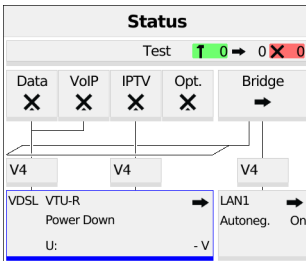 Status
Test 0 0 0
Data VoIP IPTV Opt. Bridge
V4 V4 V4
VDSL VTU-R LAN1
Power Down Autoneg. On
U: - V